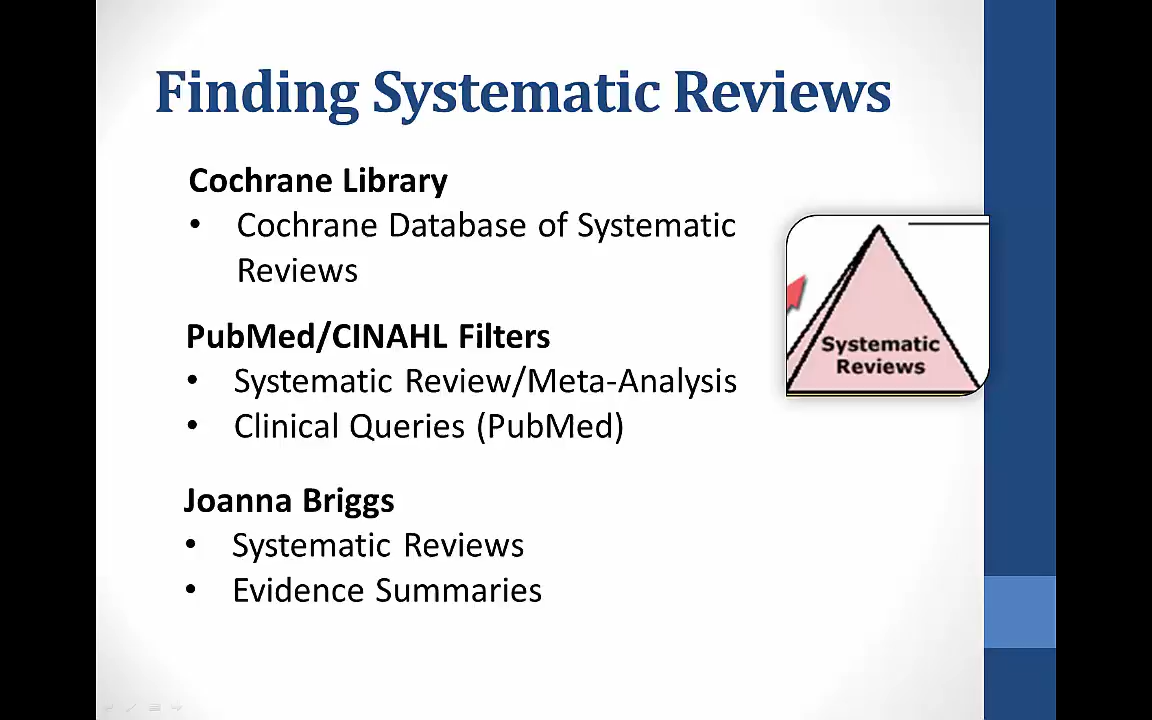 Finding Systematic Reviews
Cochrane Library
• Cochrane Database of Systematic
Reviews
PubMed/CINAHL Filters
• Systematic Review/Meta-Analysis
• Clinical Queries (PubMed)
Joanna Briggs
• Systematic Reviews
• Evidence Summaries
Systematic
Reviews